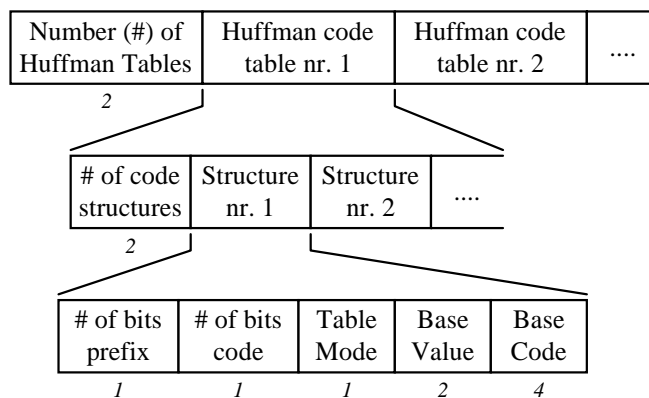 Number (#) of
Huffman Tables
Huffman code
table nr. 1
Huffman code
table nr. 2
....
2
# of code
structures
Structure
nr. 1
Structure
nr. 2
....
2
# of bits
prefix
# of bits
code
Table
Mode
Base
Value
Base
Code
1
1
1
2
4